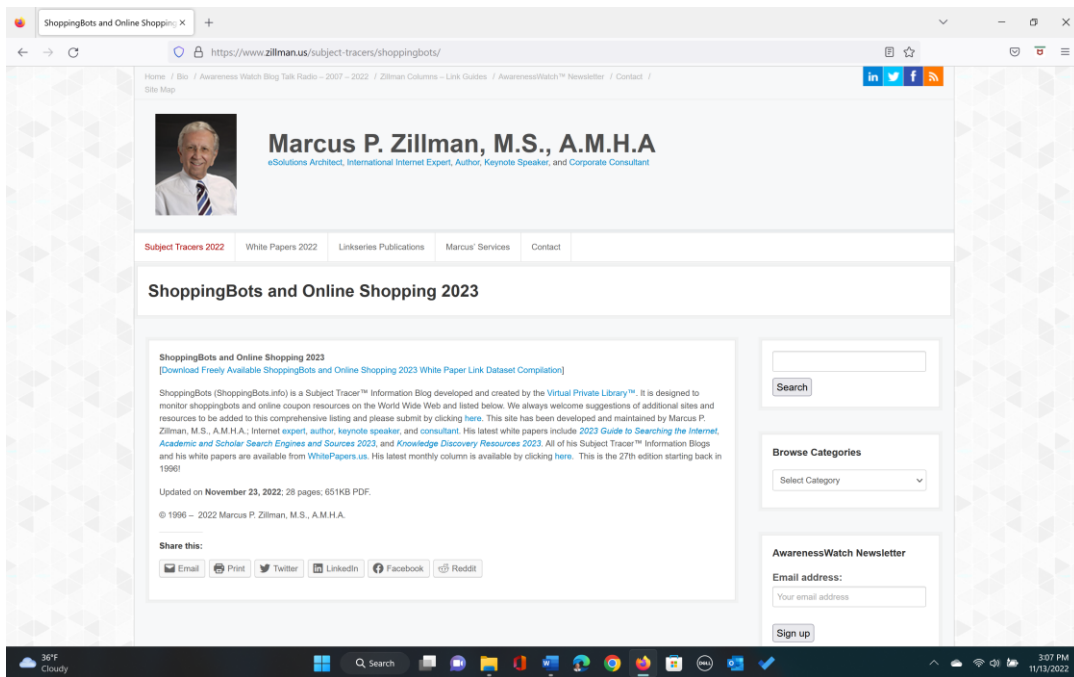 ShoppingBots and Online Shopping ×
https://www.zillman.us/subject-tracers/shoppingbots/
Home / Bio / Awareness Watch Blog Talk Radio – 2007 – 2022 / Zillman Columns – Link Guides / AwarenessWatch™ Newsletter / Contact /
Site Map
in
f
Marcus P. Zillman, M.S., A.M.H.A
eSolutions Architect, International Internet Expert, Author, Keynote Speaker, and Corporate Consultant
Subject Tracers 2022
White Papers 2022
Linkseries Publications
Marcus' Services
Contact
ShoppingBots and Online Shopping 2023
ShoppingBots and Online Shopping 2023
[Download Freely Available ShoppingBots and Online Shopping 2023 White Paper Link Dataset Compilation]
ShoppingBots (ShoppingBots.info) is a Subject Tracer™ Information Blog developed and created by the Virtual Private Library™. It is designed to
monitor shoppingbots and online coupon resources on the World Wide Web and listed below. We always welcome suggestions of additional sites and
resources to be added to this comprehensive listing and please submit by clicking here. This site has been developed and maintained by Marcus P.
Zillman, M.S., A.M.H.A.; Internet expert, author, keynote speaker, and consultant. His latest white papers include 2023 Guide to Searching the Internet,
Academic and Scholar Search Engines and Sources 2023, and Knowledge Discovery Resources 2023. All of his Subject Tracer™ Information Blogs
and his white papers are available from WhitePapers.us. His latest monthly column is available by clicking here. This is the 27th edition starting back in
1996!
Updated on November 23, 2022; 28 pages; 651KB PDF.
© 1996 – 2022 Marcus P. Zillman, M.S., A.M.H.A.
Share this:
Email
Print
Twitter
LinkedIn
Facebook
Reddit
Search
Browse Categories
Select Category
AwarenessWatch Newsletter
Email address:
Your email address
Sign up
36°F
Cloudy
Search
DELL
3:07 PM
11/13/2022